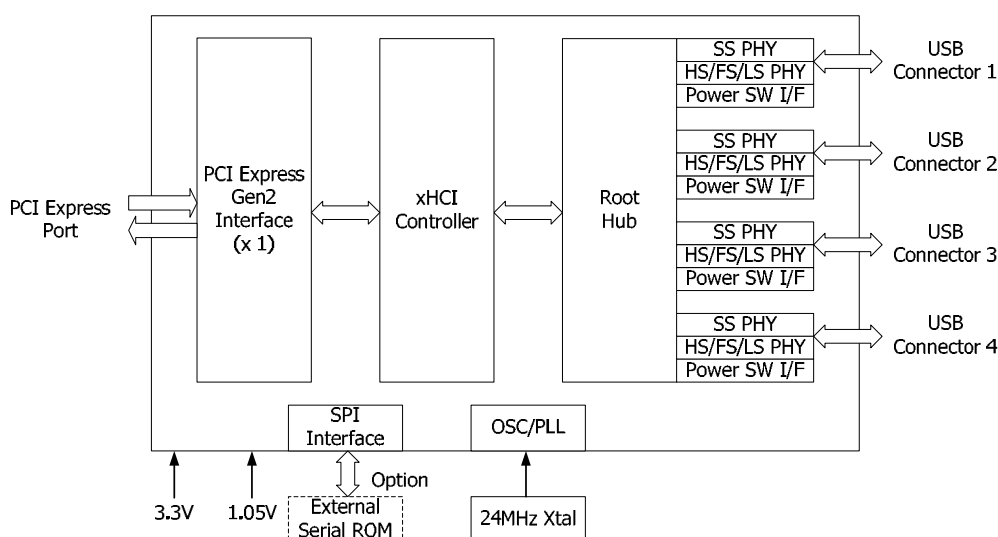 PCI Express
Port
PCI Express
Gen2
Interface
(x 1)
xHCI
Controller
Root
Hub
SS PHY
HS/FS/LS PHY
Power SW I/F
USB
Connector 1
SS PHY
HS/FS/LS PHY
Power SW I/F
USB
Connector 2
SS PHY
HS/FS/LS PHY
Power SW I/F
USB
Connector 3
SS PHY
HS/FS/LS PHY
Power SW I/F
USB
Connector 4
SPI
Interface
OSC/PLL
Option
3.3V
1.05V
External
Serial ROM
24MHz Xtal